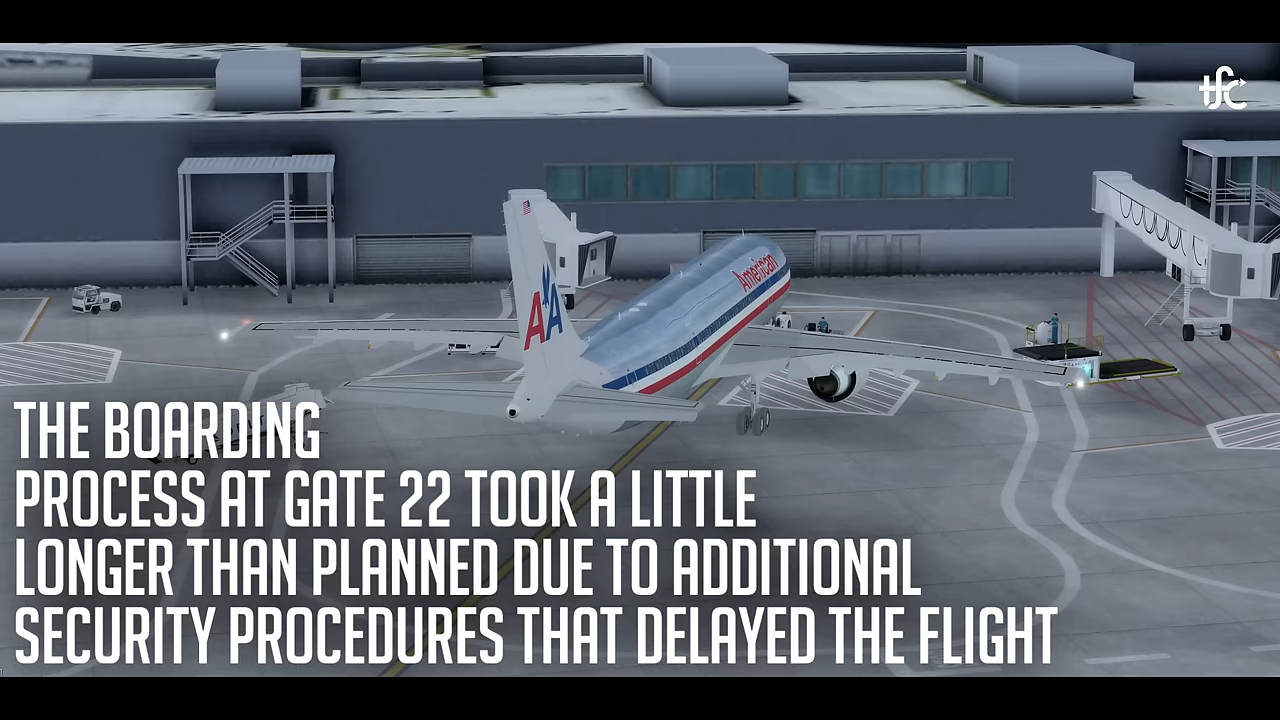 tfc
American
AA
THE BOARDING
PROCESS AT GATE 22 TOOK A LITTLE
LONGER THAN PLANNED DUE TO ADDITIONAL
SECURITY PROCEDURES THAT DELAYED THE FLIGHT